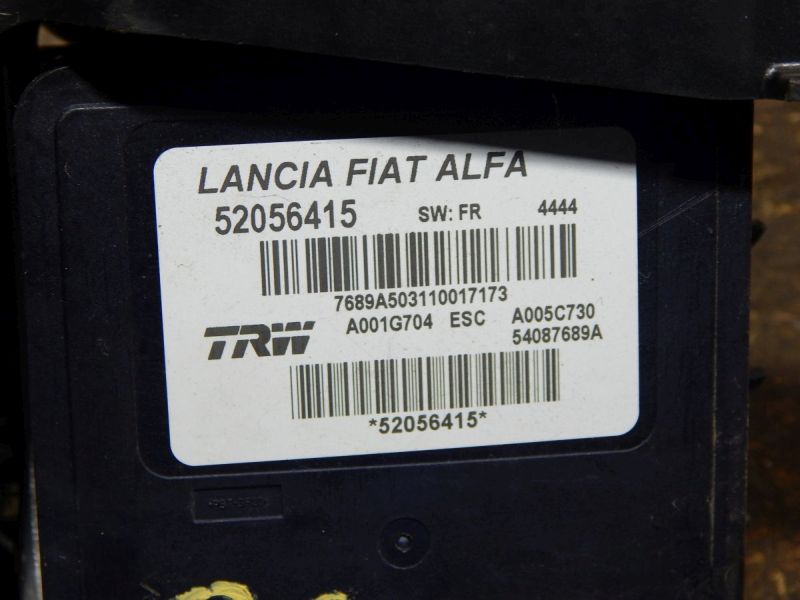 LANCIA FIAT ALFA
52056415 SW: FR 4444
7689A503110017173
TRW A001G704 ESC A005C730
54087689A
*52056415*